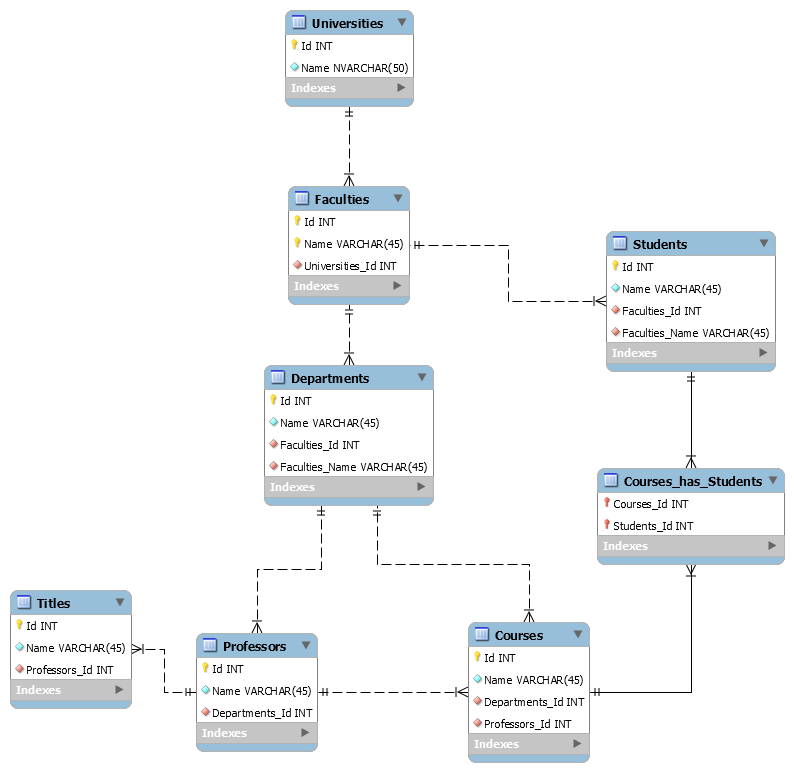 Universities
Id INT
Name NVARCHAR(50)
Indexes
Faculties
Id INT
Name VARCHAR(45)
Universities_Id INT
Indexes
Students
Id INT
Name VARCHAR(45)
Faculties_Id INT
Faculties_Name VARCHAR(45)
Indexes
Departments
Id INT
Name VARCHAR(45)
Faculties_Id INT
Faculties_Name VARCHAR(45)
Indexes
Courses_has_Students
Courses_Id INT
Students_Id INT
Indexes
Titles
Id INT
Name VARCHAR(45)
Professors_Id INT
Indexes
Professors
Id INT
Name VARCHAR(45)
Departments_Id INT
Indexes
Courses
Id INT
Name VARCHAR(45)
Departments_Id INT
Professors_Id INT
Indexes